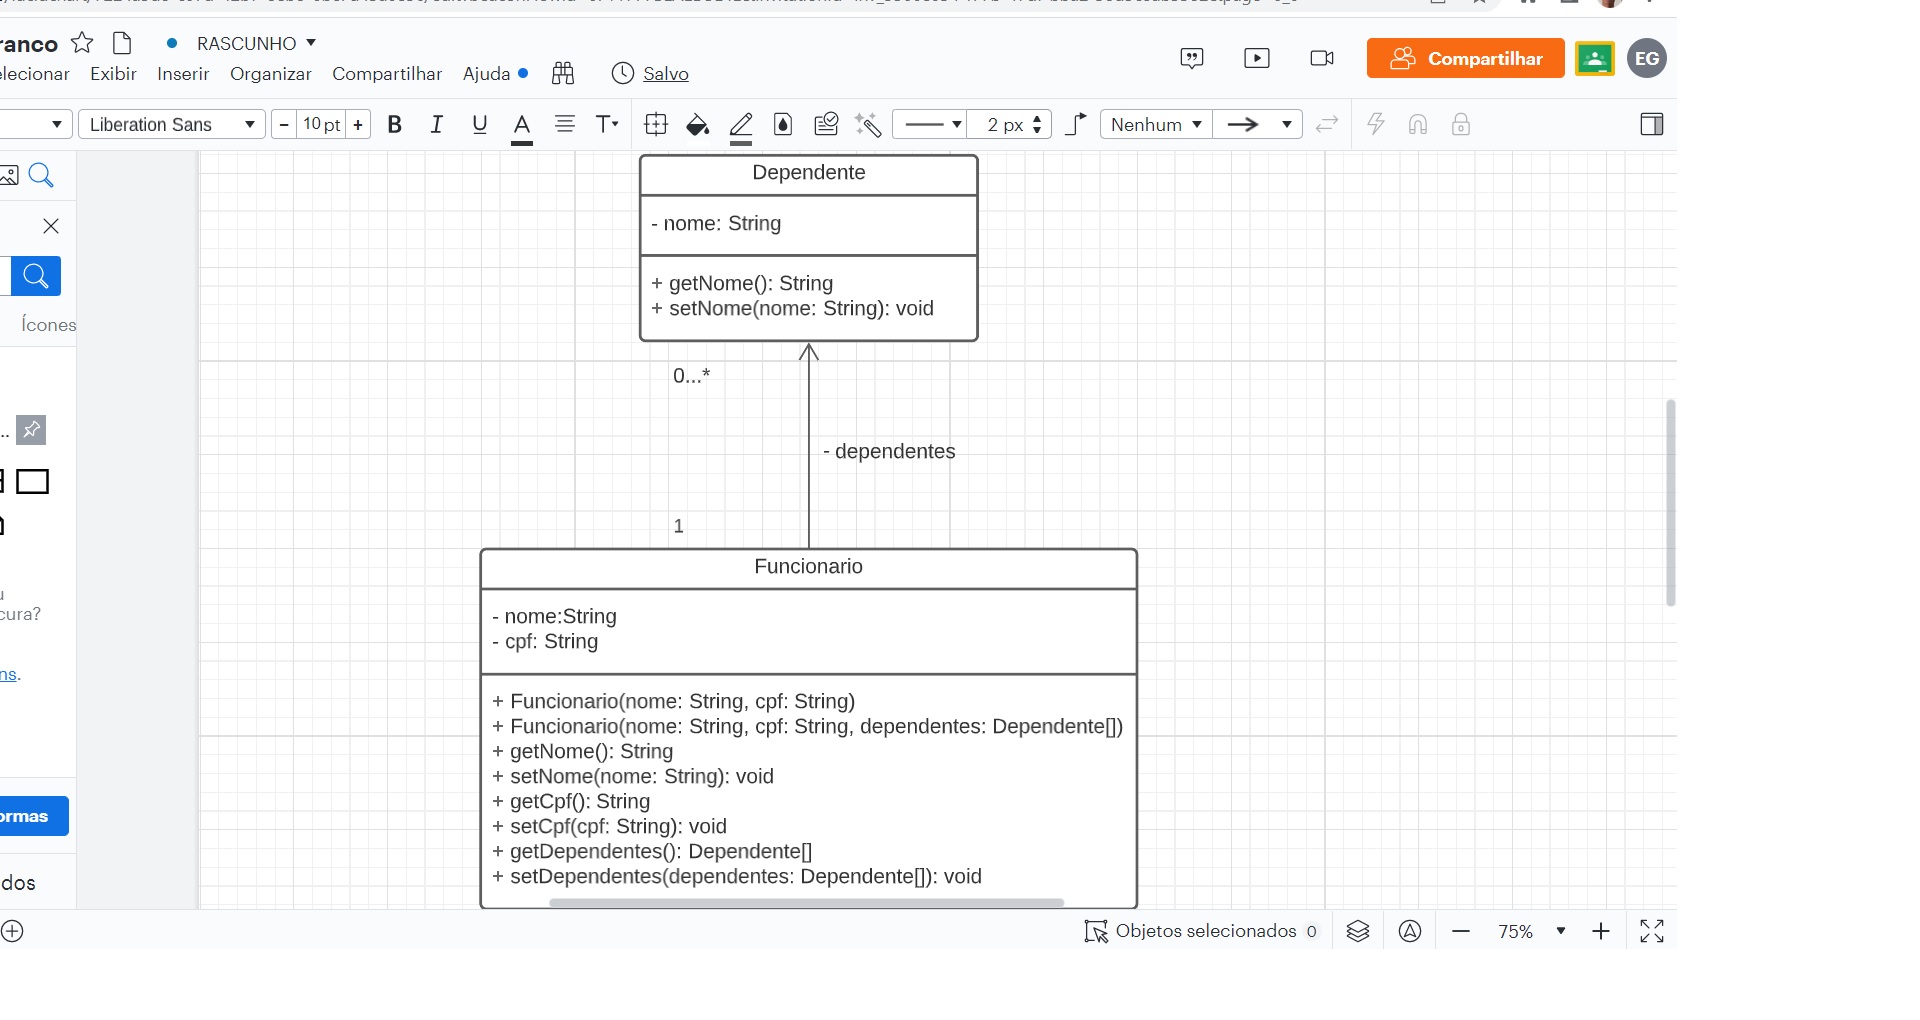 ranco RASCUNHO
elecionar Exibir Inserir Organizar Compartilhar Ajuda Salvo
Compartilhar EG
Liberation Sans - 10 pt + B I U A T 2 px Nenhum
Ícones
...
cura?
ns.
ormas
dos
Dependente
- nome: String
+ getNome(): String
+ setNome(nome: String): void
0...*
- dependentes
1
Funcionario
- nome:String
- cpf: String
+ Funcionario(nome: String, cpf: String)
+ Funcionario(nome: String, cpf: String, dependentes: Dependente[])
+ getNome(): String
+ setNome(nome: String): void
+ getCpf(): String
+ setCpf(cpf: String): void
+ getDependentes(): Dependente[]
+ setDependentes(dependentes: Dependente[]): void
Objetos selecionados 0 75%